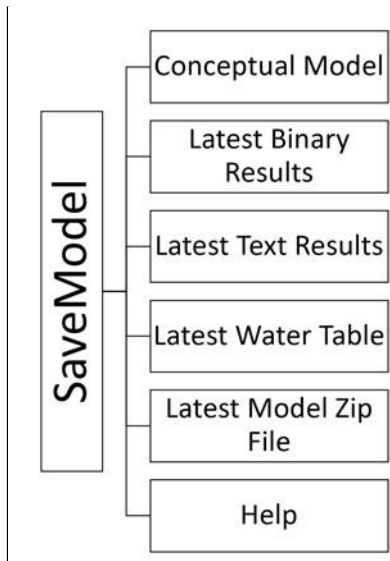 SaveModel
Conceptual Model
Latest Binary
Results
Latest Text Results
Latest Water Table
Latest Model Zip
File
Help